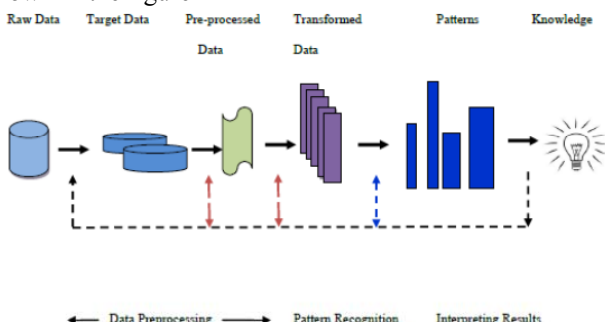 Raw Data Target Data Pre-processed Transformed Patterns Knowledge
Data Data
Data Preprocessing Pattern Recognition Interpreting Results